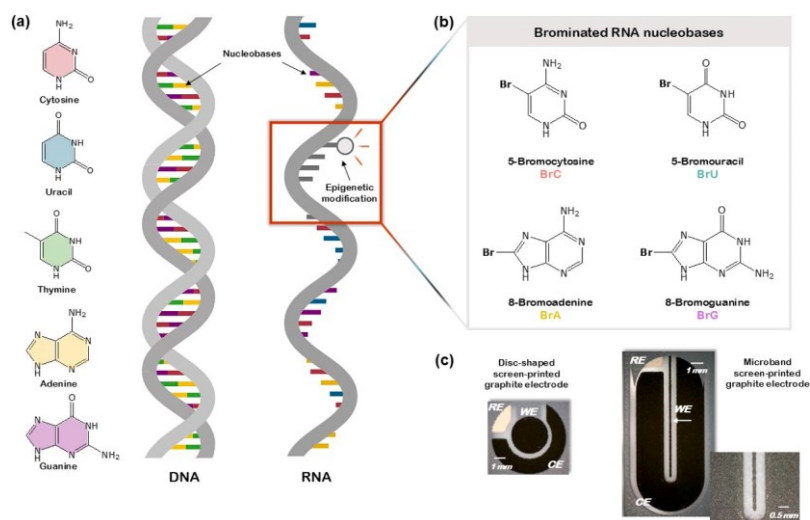 (a)
NH₂
N
N
H
O
Cytosine
O
NH
N
H
O
Uracil
O
NH
N
H
O
Thymine
NH₂
N
N
N
H
N
Adenine
O
N
NH
N
H
N
NH₂
Guanine
Nucleobases
Epigenetic
modification
DNA
RNA
(b)
Brominated RNA nucleobases
NH₂
Br
N
N
H
O
5-Bromocytosine
BrC
O
Br
NH
N
H
O
5-Bromouracil
BrU
NH₂
N
N
Br
N
H
N
8-Bromoadenine
BrA
O
N
NH
Br
N
H
N
NH₂
8-Bromoguanine
BrG
(c)
Disc-shaped
screen-printed
graphite electrode
RE
WE
CE
1 mm
Microband
screen-printed
graphite electrode
RE
1 mm
WE
CE
0.5 mm